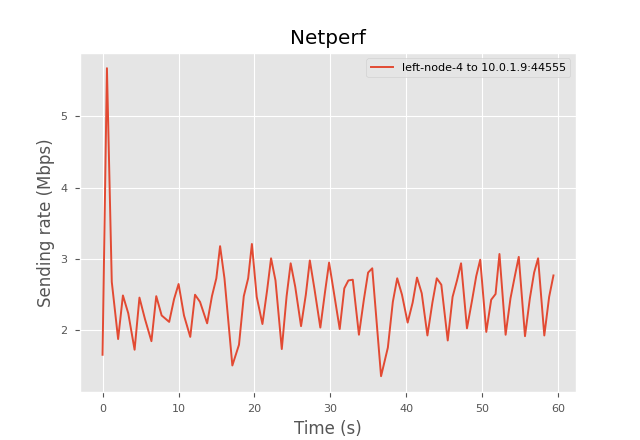 Netperf
left-node-4 to 10.0.1.9:44555
Sending rate (Mbps)
5
4
3
2
0 10 20 30 40 50 60
Time (s)